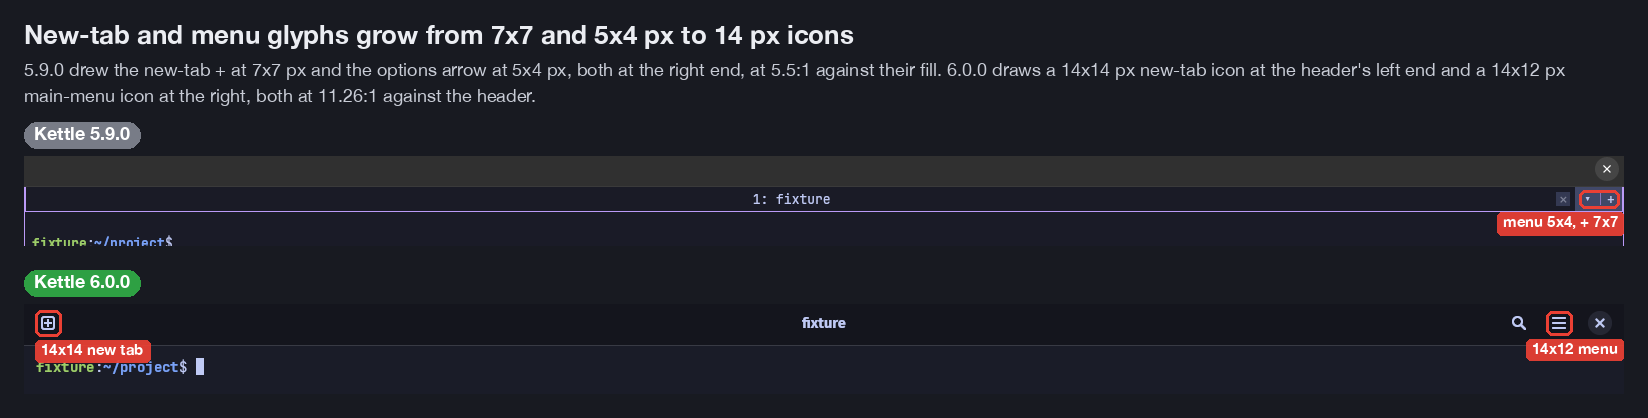 New-tab and menu glyphs grow from 7x7 and 5x4 px to 14 px icons
5.9.0 drew the new-tab + at 7x7 px and the options arrow at 5x4 px, both at the right end, at 5.5:1 against their fill. 6.0.0 draws a 14x14 px new-tab icon at the header's left end and a 14x12 px
main-menu icon at the right, both at 11.26:1 against the header.
Kettle 5.9.0
1: fixture
menu 5x4, + 7x7
fixture:~/project$
Kettle 6.0.0
fixture
14x14 new tab
14x12 menu
fixture:~/project$